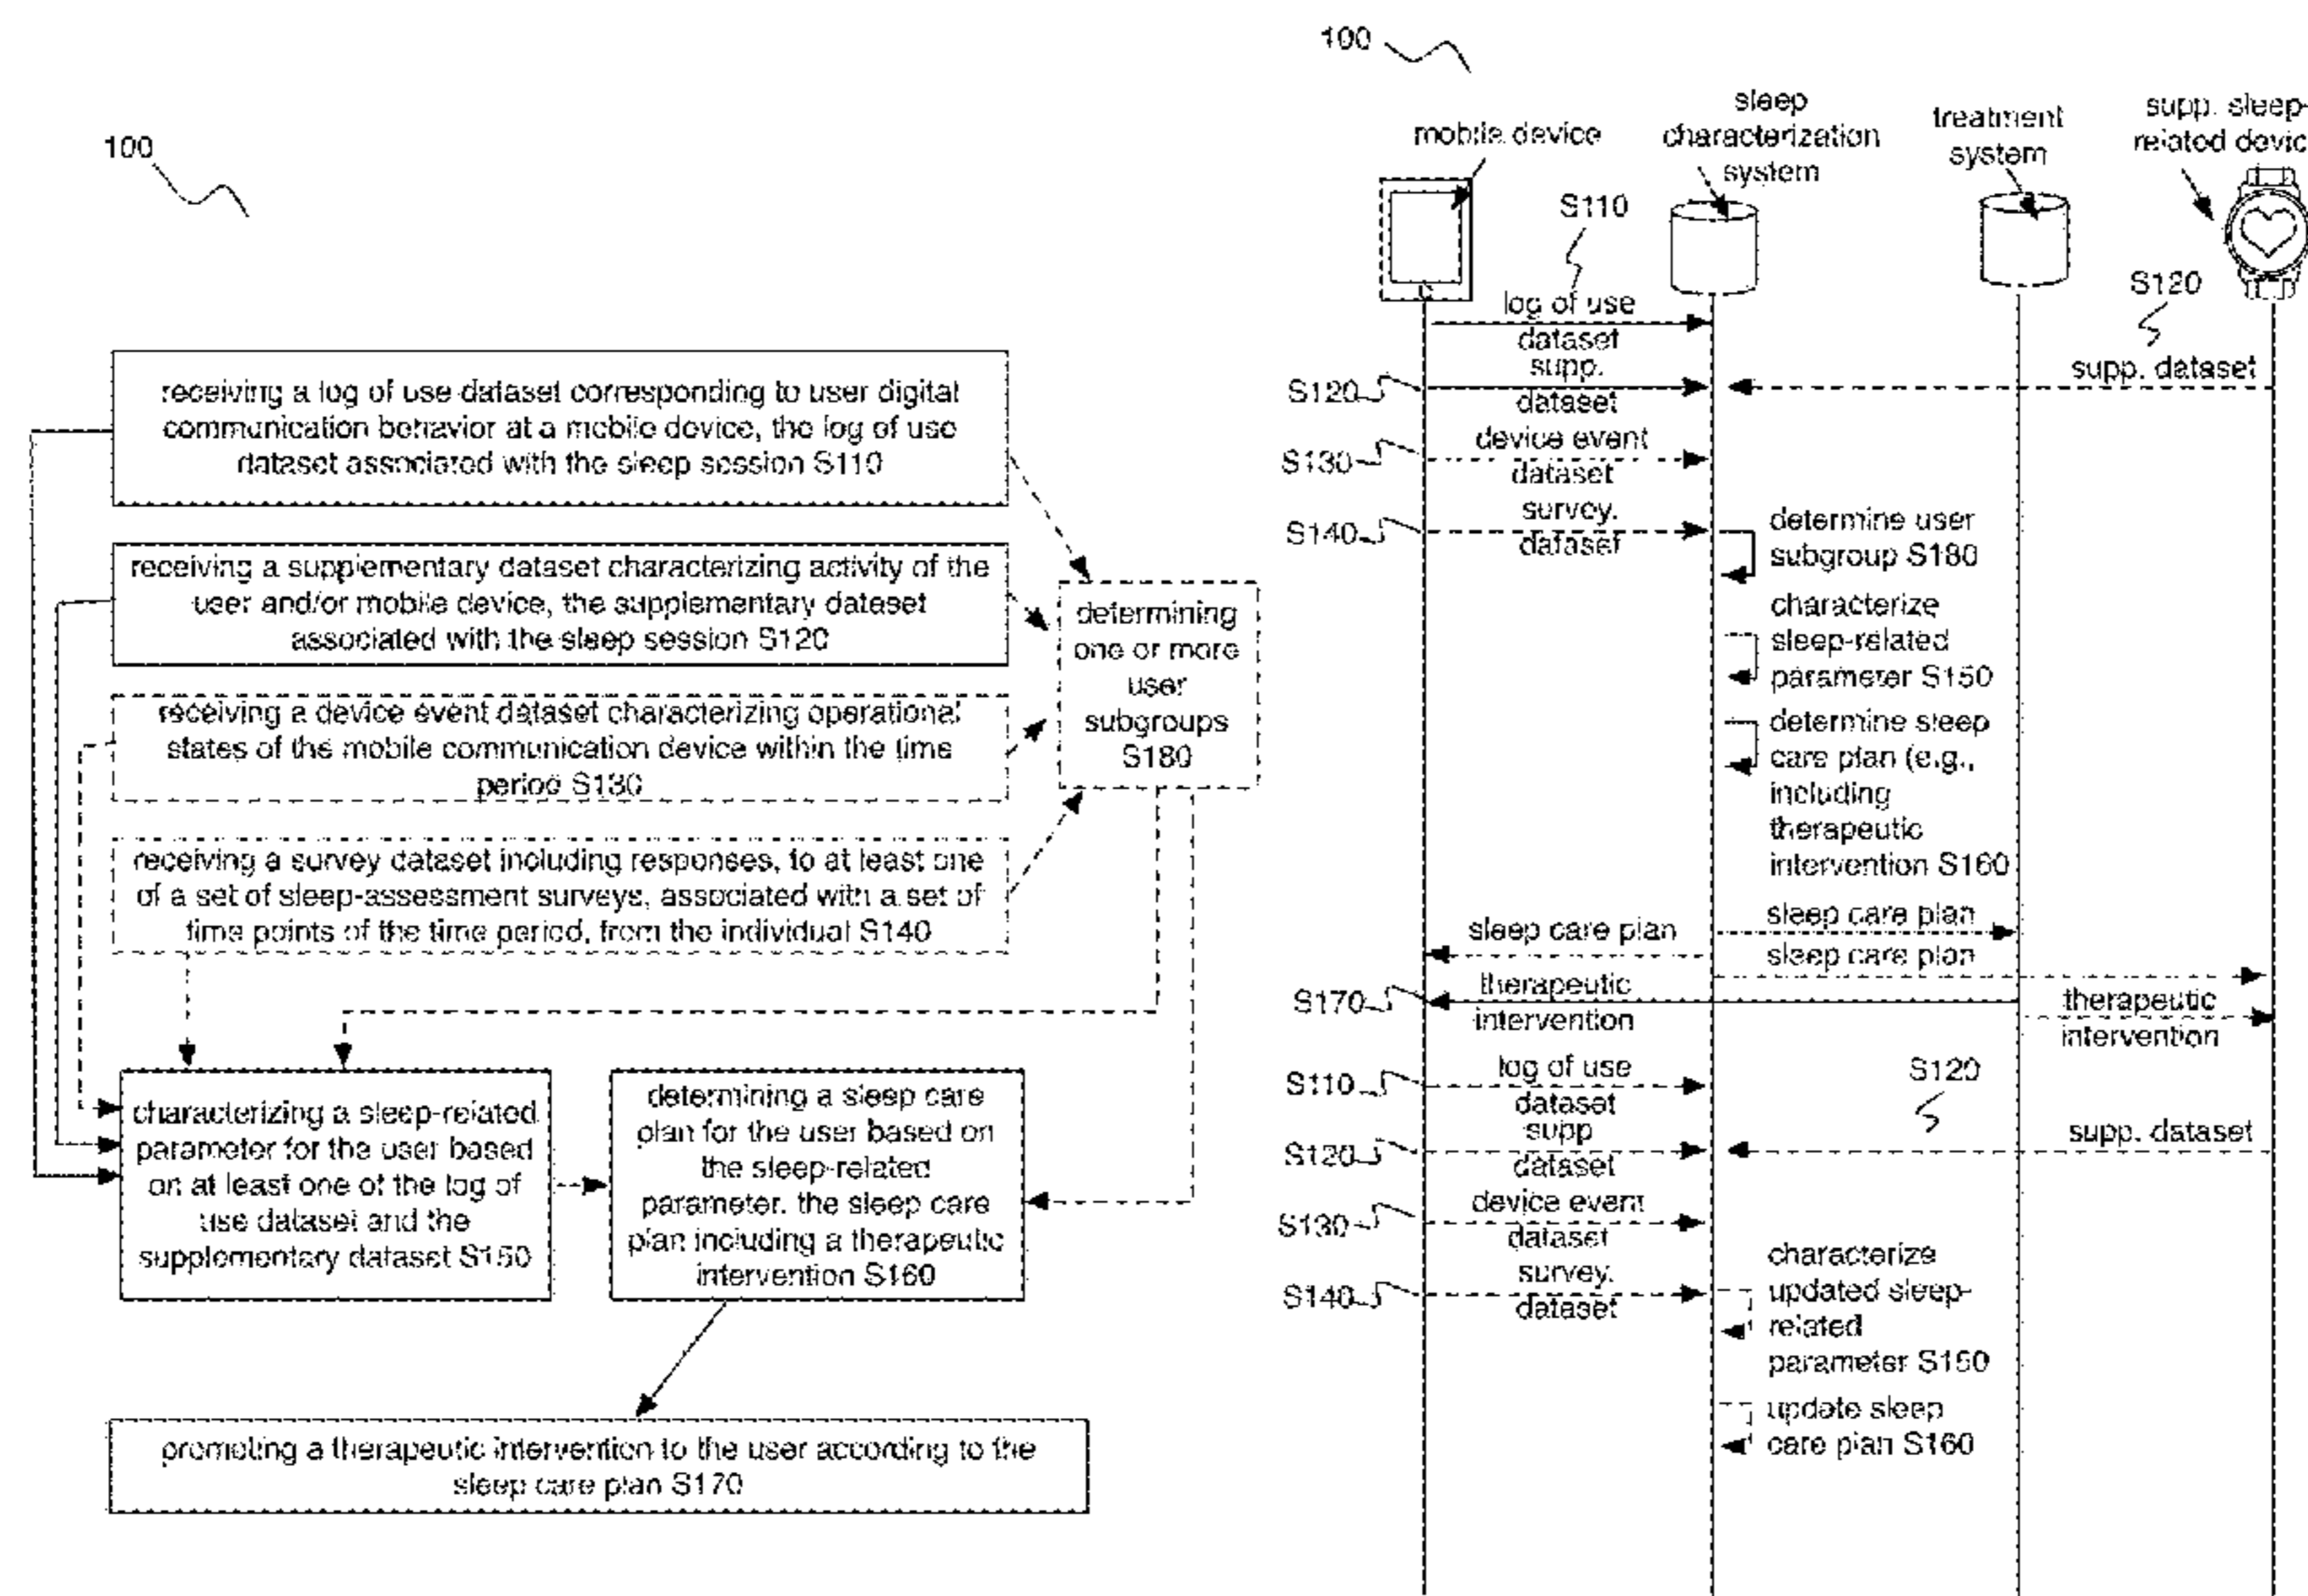 100
receiving a log of use dataset corresponding to user digital
communication behavior at a mobile device, the log of use
dataset associated with the sleep session S110
receiving a supplementary dataset characterizing activity of the
user and/or mobile device, the supplementary dataset
associated with the sleep session S120
receiving a device event dataset characterizing operational
states of the mobile communication device within the time
period S130
receiving a survey dataset including responses, to at least one
of a set of sleep-assessment surveys, associated with a set of
time points of the time period, from the individual S140
determining
one or more
user
subgroups
S180
characterizing a sleep-related
parameter for the user based
on at least one of the log of
use dataset and the
supplementary dataset S150
determining a sleep care
plan for the user based on
the sleep-related
parameter, the sleep care
plan including a therapeutic
intervention S160
promoting a therapeutic intervention to the user according to the
sleep care plan S170
100
mobile device
sleep
characterization
system
treatment
system
supp. sleep-
related devic
S110
log of use
dataset
S120
supp. dataset
S120
supp.
dataset
S130
device event
dataset
S140
survey.
dataset
determine user
subgroup S180
characterize
sleep-related
parameter S150
determine sleep
care plan (e.g.,
including
therapeutic
intervention S160
sleep care plan
sleep care plan
sleep care plan
S170
therapeutic
intervention
therapeutic
intervention
S110
log of use
dataset
S120
supp. dataset
S120
supp
dataset
S130
device event
dataset
S140
survey.
dataset
characterize
updated sleep-
related
parameter S150
update sleep
care plan S160